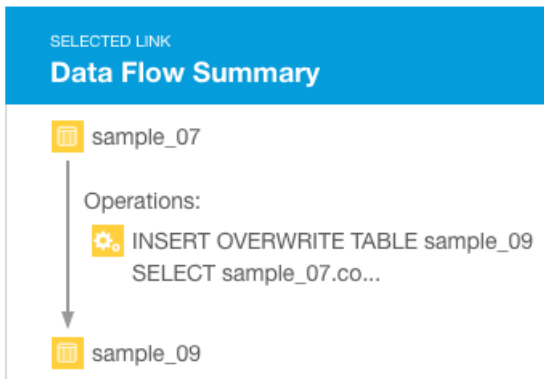 SELECTED LINK
Data Flow Summary
sample_07
Operations:
INSERT OVERWRITE TABLE sample_09
SELECT sample_07.co...
sample_09